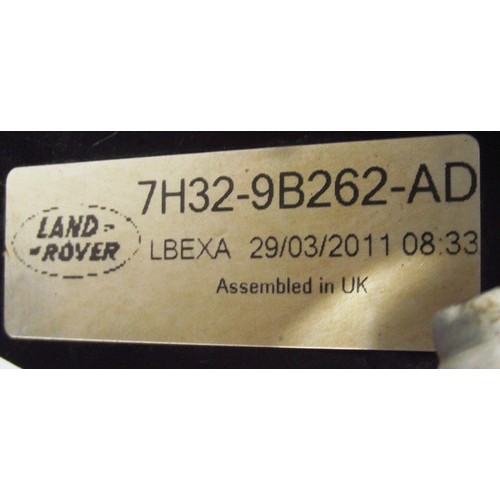 LAND-
-ROVER
7H32-9B262-AD
LBEXA 29/03/2011 08:33
Assembled in UK